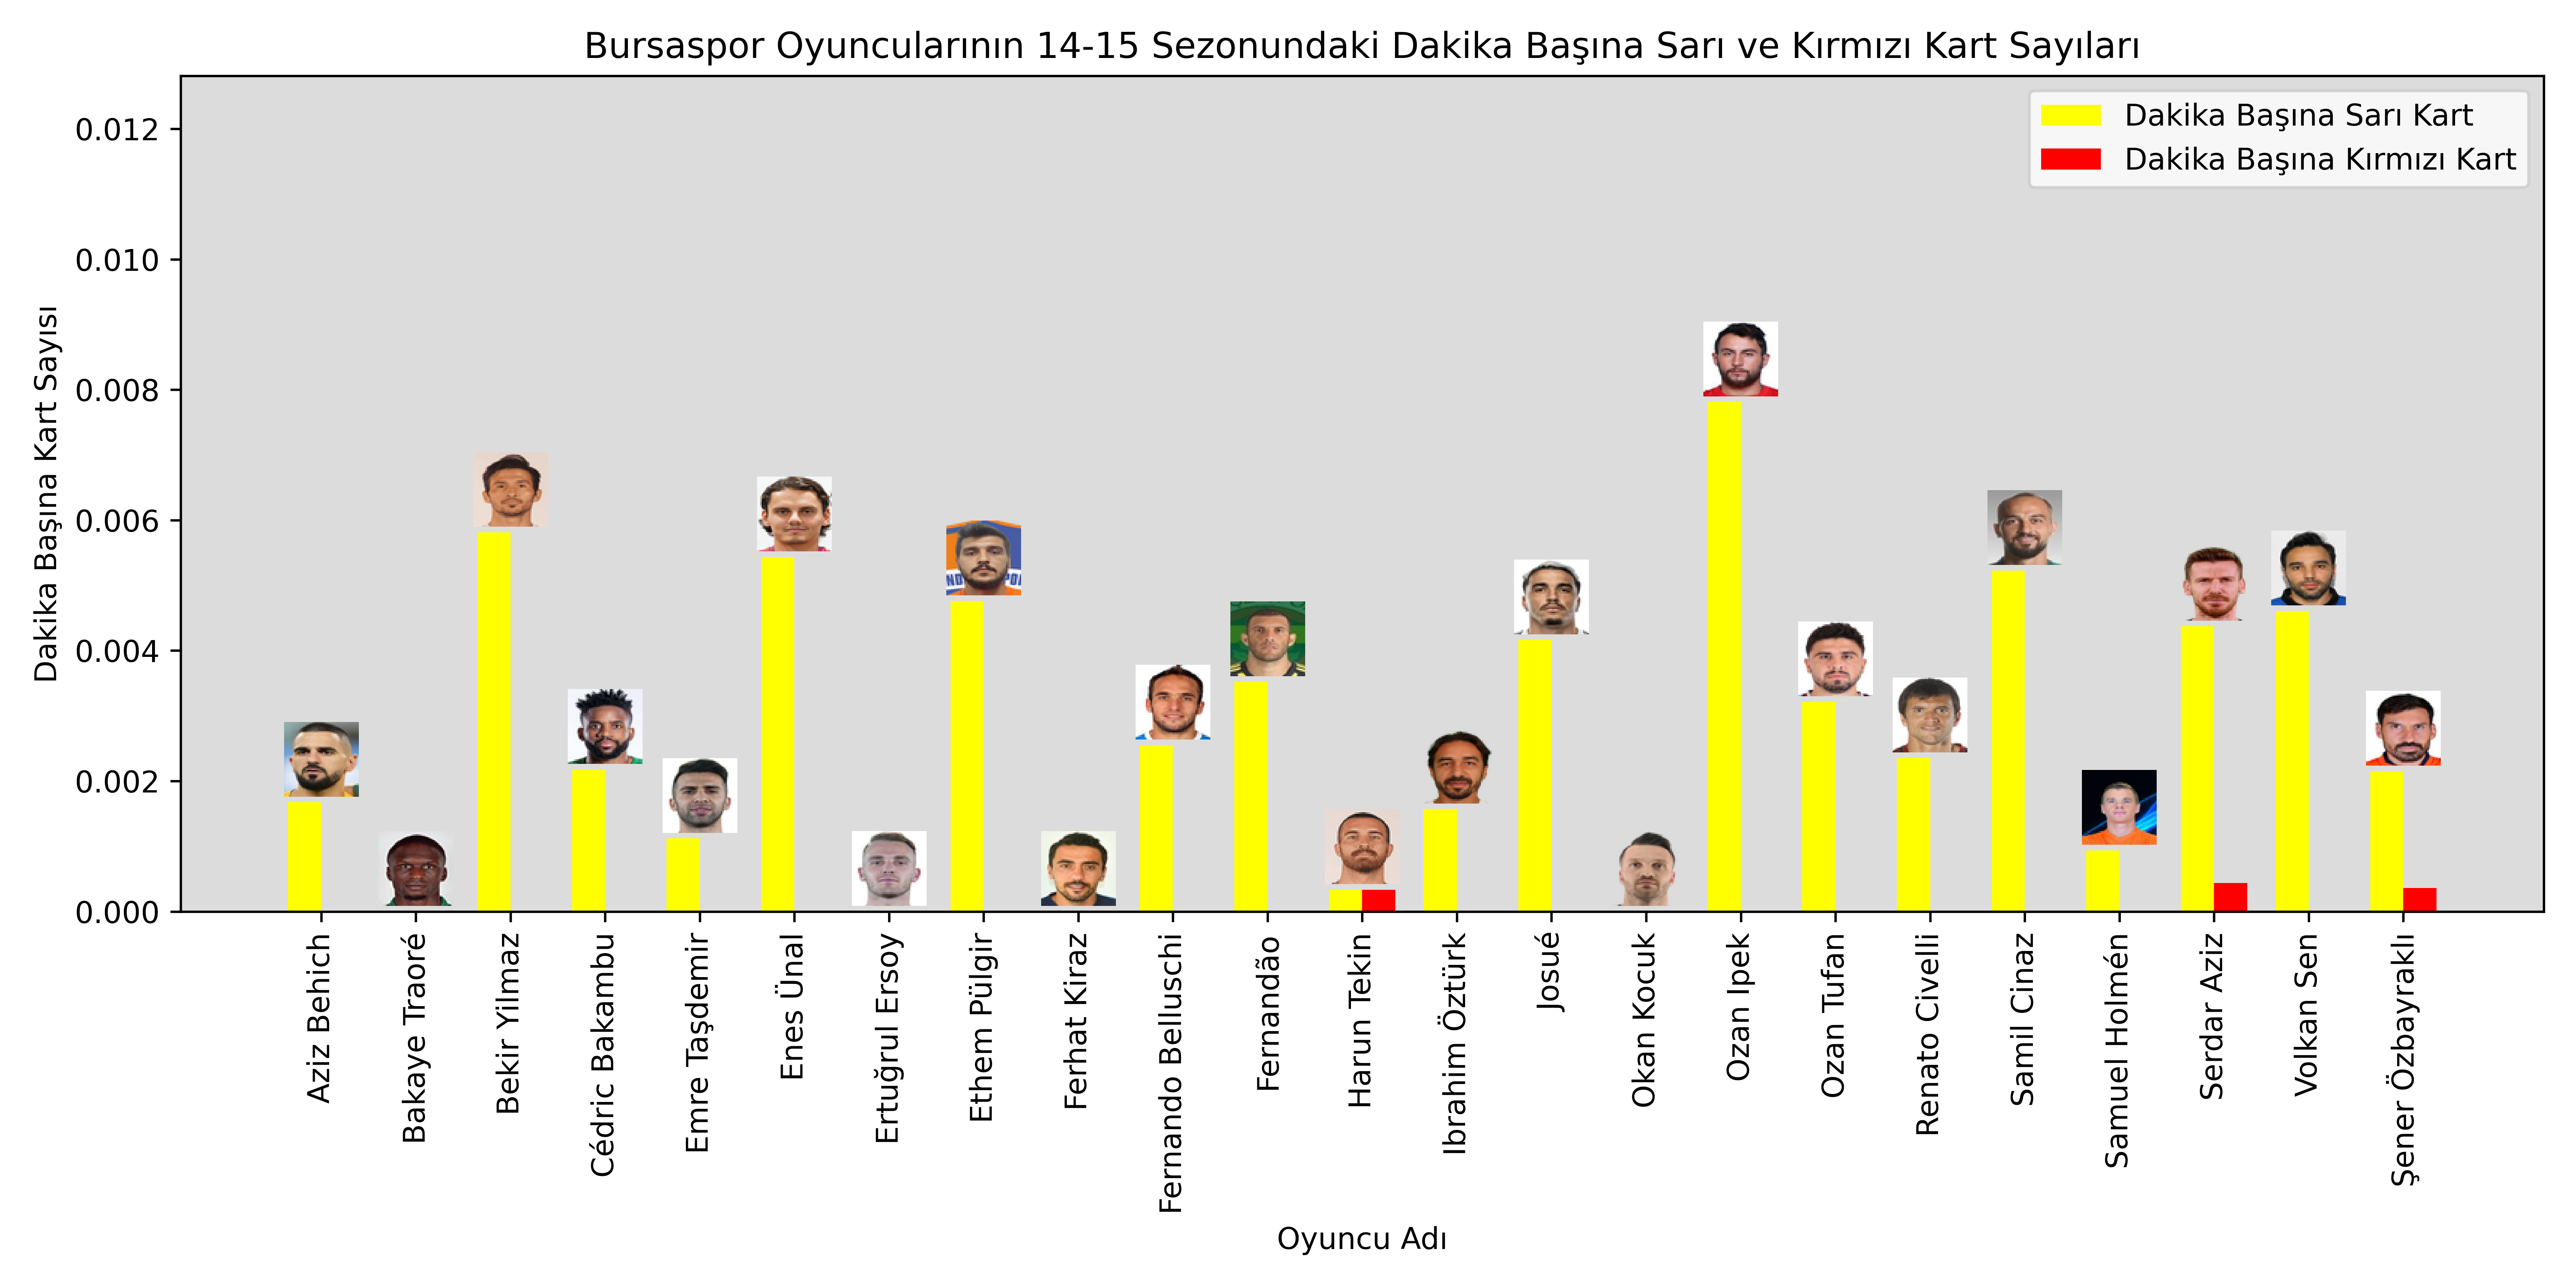 Bursaspor Oyuncularının 14-15 Sezonundaki Dakika Başına Sarı ve Kırmızı Kart Sayıları
Dakika Başına Sarı Kart
Dakika Başına Kırmızı Kart
Dakika Başına Kart Sayısı
0.012
0.010
0.008
0.006
0.004
0.002
0.000
Aziz Behich
Bakaye Traoré
Bekir Yilmaz
Cédric Bakambu
Emre Taşdemir
Enes Ünal
Ertuğrul Ersoy
Ethem Pülgir
Ferhat Kiraz
Fernando Belluschi
Fernandão
Harun Tekin
Ibrahim Öztürk
Josué
Okan Kocuk
Ozan Ipek
Ozan Tufan
Renato Civelli
Samil Cinaz
Samuel Holmén
Serdar Aziz
Volkan Sen
Şener Özbayraklı
Oyuncu Adı